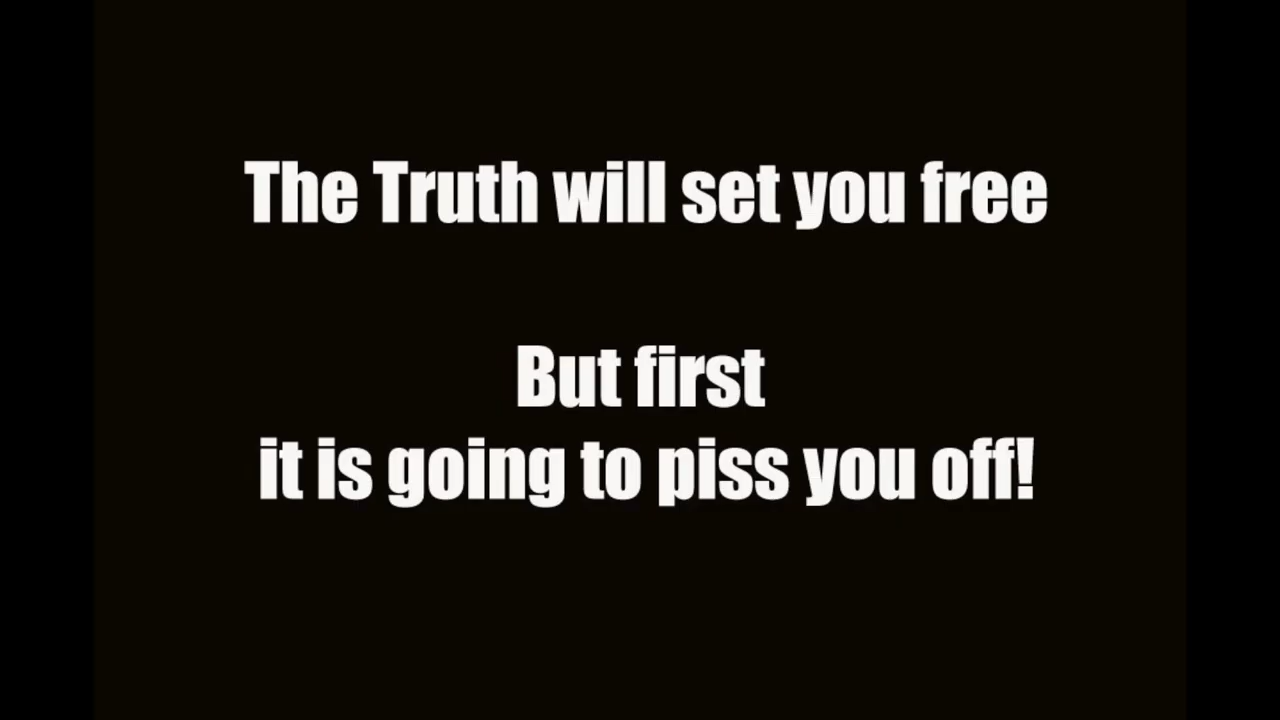 The Truth will set you free
But first
it is going to piss you off!